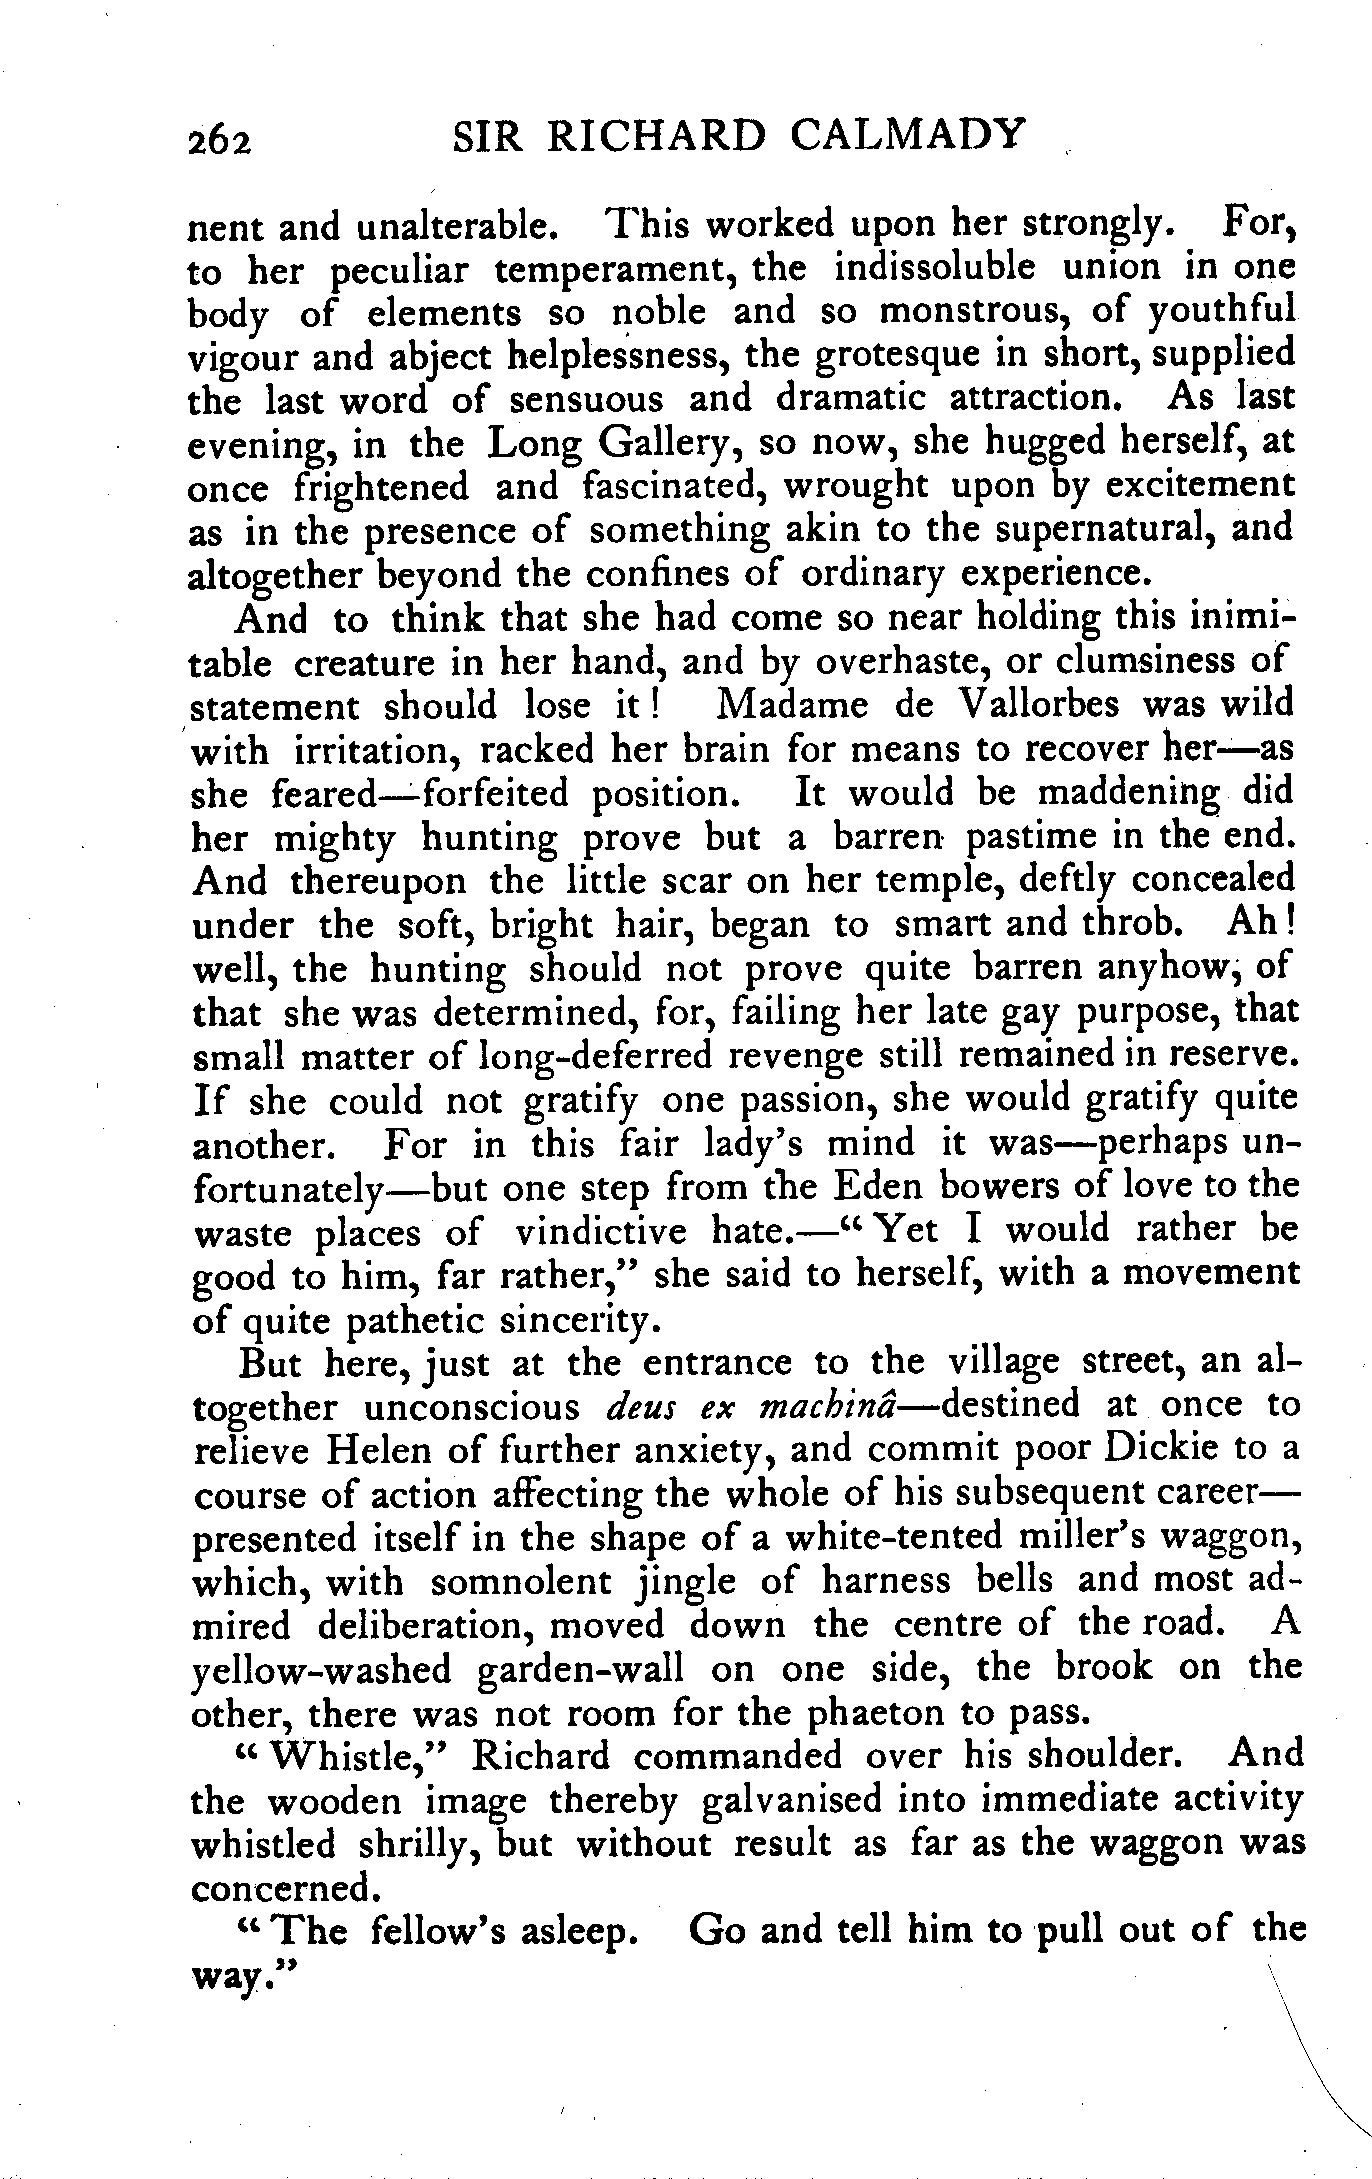 262 SIR RICHARD CALMADY
nent and unalterable. This worked upon her strongly. For,
to her peculiar temperament, the indissoluble union in one
body of elements so noble and so monstrous, of youthful
vigour and abject helplessness, the grotesque in short, supplied
the last word of sensuous and dramatic attraction. As last
evening, in the Long Gallery, so now, she hugged herself, at
once frightened and fascinated, wrought upon by excitement
as in the presence of something akin to the supernatural, and
altogether beyond the confines of ordinary experience.
And to think that she had come so near holding this inimi-
table creature in her hand, and by overhaste, or clumsiness of
statement should lose it! Madame de Vallorbes was wild
with irritation, racked her brain for means to recover her—as
she feared—forfeited position. It would be maddening did
her mighty hunting prove but a barren pastime in the end.
And thereupon the little scar on her temple, deftly concealed
under the soft, bright hair, began to smart and throb. Ah!
well, the hunting should not prove quite barren anyhow, of
that she was determined, for, failing her late gay purpose, that
small matter of long-deferred revenge still remained in reserve.
If she could not gratify one passion, she would gratify quite
another. For in this fair lady's mind it was—perhaps un-
fortunately—but one step from the Eden bowers of love to the
waste places of vindictive hate.—"Yet I would rather be
good to him, far rather," she said to herself, with a movement
of quite pathetic sincerity.
But here, just at the entrance to the village street, an al-
together unconscious deus ex machinâ—destined at once to
relieve Helen of further anxiety, and commit poor Dickie to a
course of action affecting the whole of his subsequent career—
presented itself in the shape of a white-tented miller's waggon,
which, with somnolent jingle of harness bells and most ad-
mired deliberation, moved down the centre of the road. A
yellow-washed garden-wall on one side, the brook on the
other, there was not room for the phaeton to pass.
"Whistle," Richard commanded over his shoulder. And
the wooden image thereby galvanised into immediate activity
whistled shrilly, but without result as far as the waggon was
concerned.
"The fellow's asleep. Go and tell him to pull out of the
way."